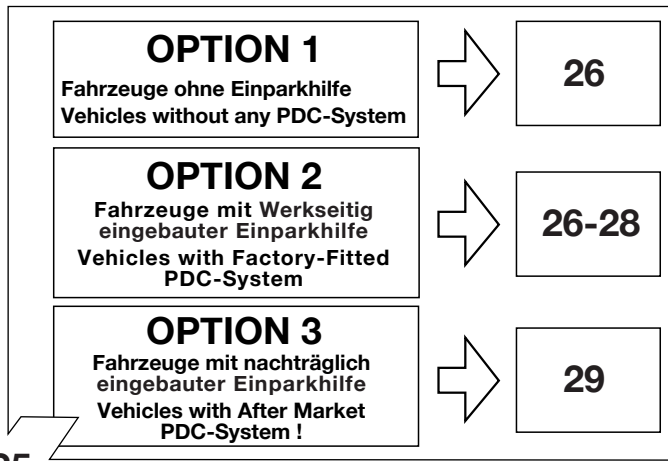 OPTION 1
Fahrzeuge ohne Einparkhilfe
Vehicles without any PDC-System
26
OPTION 2
Fahrzeuge mit Werkseitig
eingebauter Einparkhilfe
Vehicles with Factory-Fitted
PDC-System
26-28
OPTION 3
Fahrzeuge mit nachträglich
eingebauter Einparkhilfe
Vehicles with After Market
PDC-System !
29